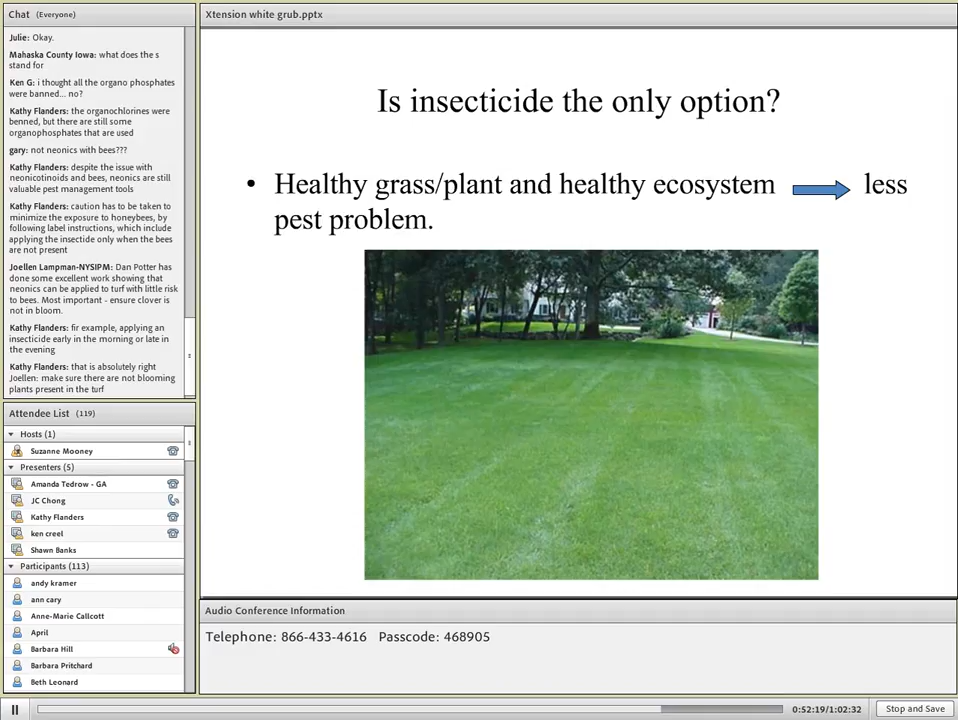 Chat (Everyone)
Julie: Okay.
Mahaska County Iowa: what does the s
stand for
Ken G: i thought all the organo phosphates
were banned... no?
Kathy Flanders: the organochlorines were
benned, but there are still some
organophosphates that are used
gary: not neonics with bees???
Kathy Flanders: despite the issue with
neonicotinoids and bees, neonics are still
valuable pest management tools
Kathy Flanders: caution has to be taken to
minimize the exposure to honeybees, by
following label instructions, which include
applying the insectide only when the bees
are not present
Joellen Lampman-NYSIPM: Dan Potter has
done some excellent work showing that
neonics can be applied to turf with little risk
to bees. Most important - ensure clover is
not in bloom.
Kathy Flanders: fir example, applying an
insecticide early in the morning or late in
the evening
Kathy Flanders: that is absolutely right
Joellen: make sure there are not blooming
plants present in the turf
Attendee List (119)
Hosts (1)
Suzanne Mooney
Presenters (5)
Amanda Tedrow - GA
JC Chong
Kathy Flanders
ken creel
Shawn Banks
Participants (113)
andy kramer
ann cary
Anne-Marie Callcott
April
Barbara Hill
Barbara Pritchard
Beth Leonard
Xtension white grub.pptx
Is insecticide the only option?
• Healthy grass/plant and healthy ecosystem less
pest problem.
Audio Conference Information
Telephone: 866-433-4616 Passcode: 468905
0:52:19/1:02:32
Stop and Save